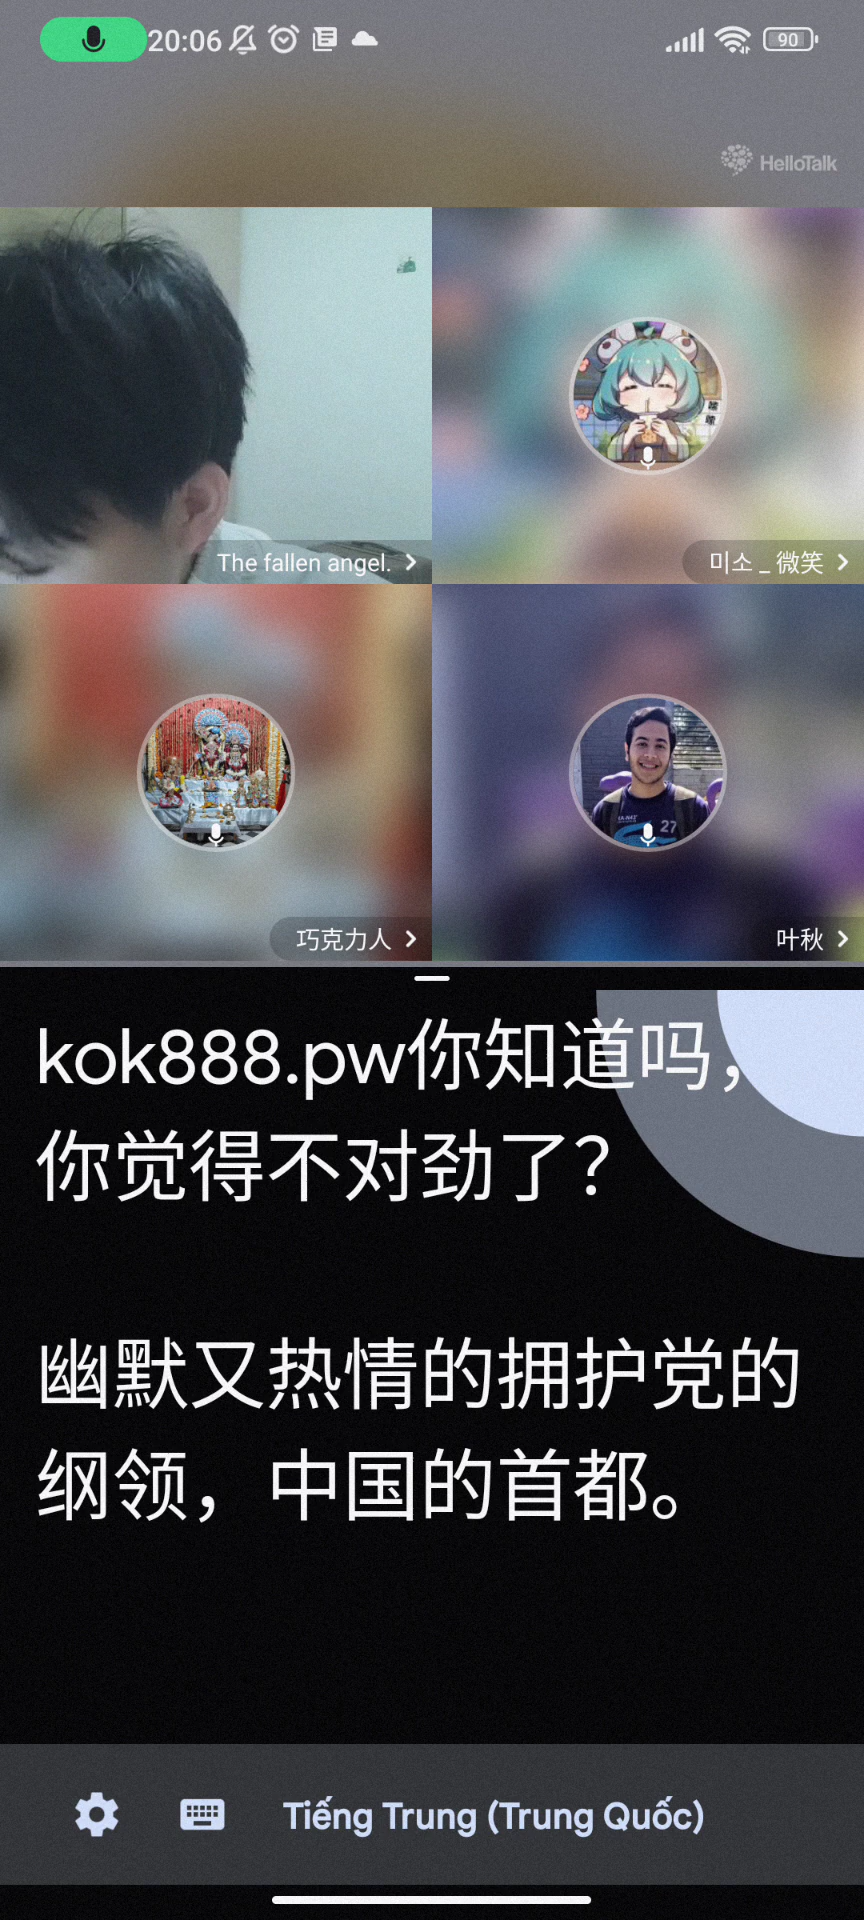 20:06
90
HelloTalk
The fallen angel.
미소 _ 微笑
27
巧克力人
叶秋
kok888.pw你知道吗，
你觉得不对劲了？
幽默又热情的拥护党的
纲领，中国的首都。
Tiếng Trung (Trung Quốc)